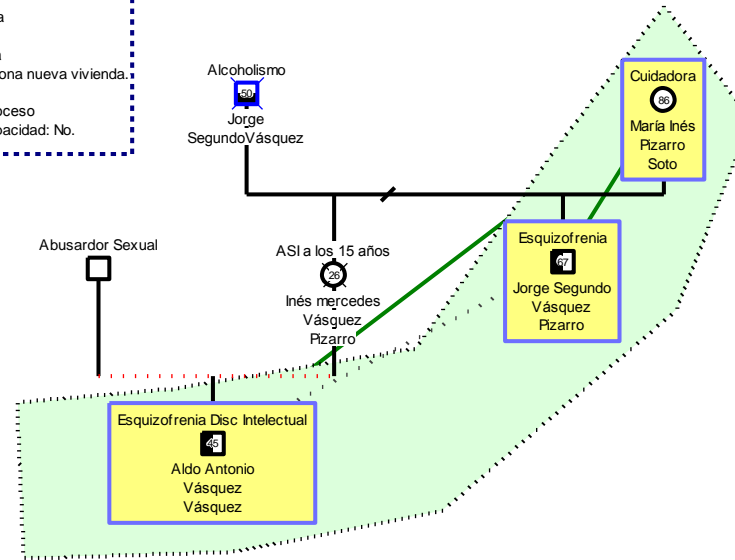 a
a
ona nueva vivienda.
oceso
pacidad: No.
Alcoholismo
50
Jorge
SegundoVásquez
Cuidadora
86
María Inés
Pizarro
Soto
Abusardor Sexual
ASI a los 15 años
26
Inés mercedes
Vásguez
Pizarro
Esquizofrenia
67
Jorge Segundo
Vásquez
Pizarro
Esquizofrenia Disc Intelectual
45
Aldo Antonio
Vásquez
Vásquez